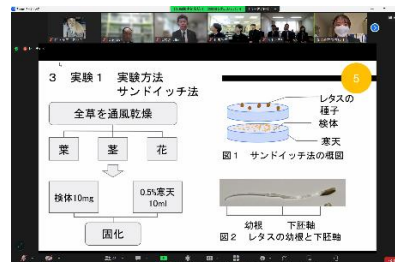 5
3 実験1 実験方法
サンドイッチ法
全草を通風乾燥
葉 茎 花
検体10mg
0.5%寒天
10ml
固化
レタスの
種子
検体
寒天
図1 サンドイッチ法の概図
幼根 下胚軸
図2 レタスの幼根と下胚軸